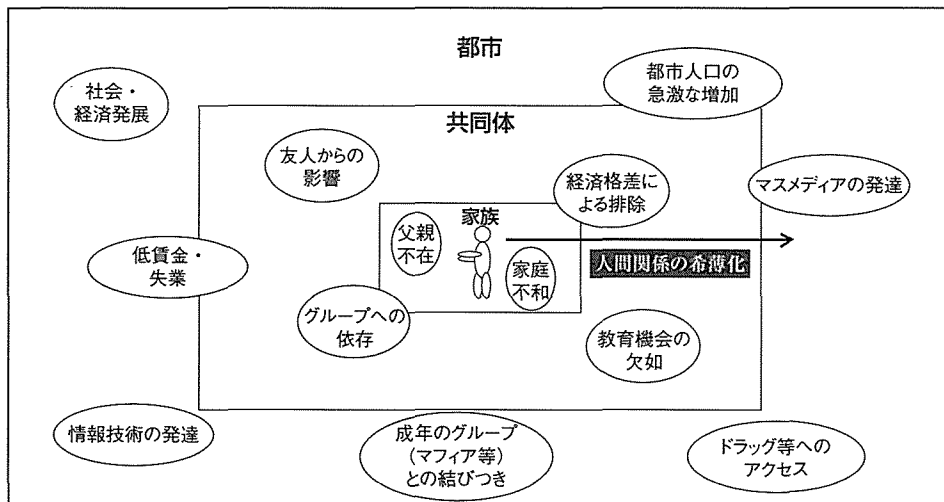 都市
都市人口の
急激な増加
社会・
経済発展
共同体
友人からの
影響
経済格差に
よる排除
マスメディアの発達
家族
父親
不在
家庭
不和
人間関係の希薄化
低賃金・
失業
グループへの
依存
教育機会の
欠如
情報技術の発達
成年のグループ
(マフィア等)
との結びつき
ドラッグ等への
アクセス